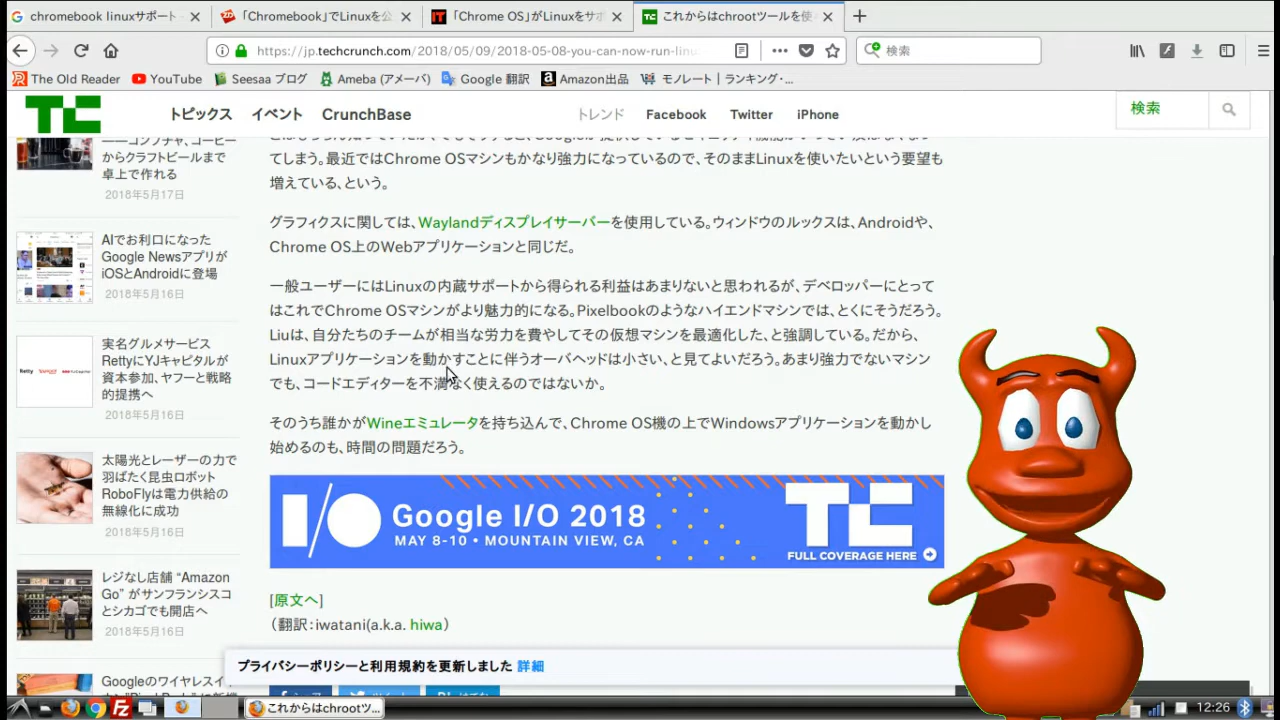 chromebook linuxサポート
「Chromebook」でLinuxを公
「Chrome OS」がLinuxをサポ
これからはchrootツールを使
https://jp.techcrunch.com/2018/05/09/2018-05-08-you-can-now-run-linu
検索
The Old Reader
YouTube
Seesaa ブログ
Ameba (アメーバ)
Google 翻訳
Amazon出品
モノレート | ランキング・...
TC
トピックス
イベント
CrunchBase
トレンド
Facebook
Twitter
iPhone
検索
――コンブチャ、コーヒー
からクラフトビールまで
卓上で作れる
2018年5月17日
AIでお利口になった
Google Newsアプリが
iOSとAndroidに登場
2018年5月16日
実名グルメサービス
RettyにYJキャピタルが
資本参加、ヤフーと戦略
的提携へ
2018年5月16日
太陽光とレーザーの力で
羽ばたく昆虫ロボット
RoboFlyは電力供給の
無線化に成功
2018年5月16日
レジなし店舗 “Amazon
Go” がサンフランシスコ
とシカゴでも開店へ
2018年5月16日
Googleのワイヤレスイ
てしまう。最近ではChrome OSマシンもかなり強力になっているので、そのままLinuxを使いたいという要望も
増えている、という。
グラフィクスに関しては、Waylandディスプレイサーバーを使用している。ウィンドウのルックスは、Androidや、
Chrome OS上のWebアプリケーションと同じだ。
一般ユーザーにはLinuxの内蔵サポートから得られる利益はあまりないと思われるが、デベロッパーにとって
はこれでChrome OSマシンがより魅力的になる。Pixelbookのようなハイエンドマシンでは、とくにそうだろう。
Liuは、自分たちのチームが相当な労力を費やしてその仮想マシンを最適化した、と強調している。だから、
Linuxアプリケーションを動かすことに伴うオーバヘッドは小さい、と見てよいだろう。あまり強力でないマシン
でも、コードエディターを不満なく使えるのではないか。
そのうち誰かがWineエミュレータを持ち込んで、Chrome OS機の上でWindowsアプリケーションを動かし
始めるのも、時間の問題だろう。
I/O Google I/O 2018
MAY 8-10 • MOUNTAIN VIEW, CA
TC
FULL COVERAGE HERE
[原文へ]
（翻訳：iwatani(a.k.a. hiwa）
プライバシーポリシーと利用規約を更新しました 詳細
これからはchrootツ...
12:26